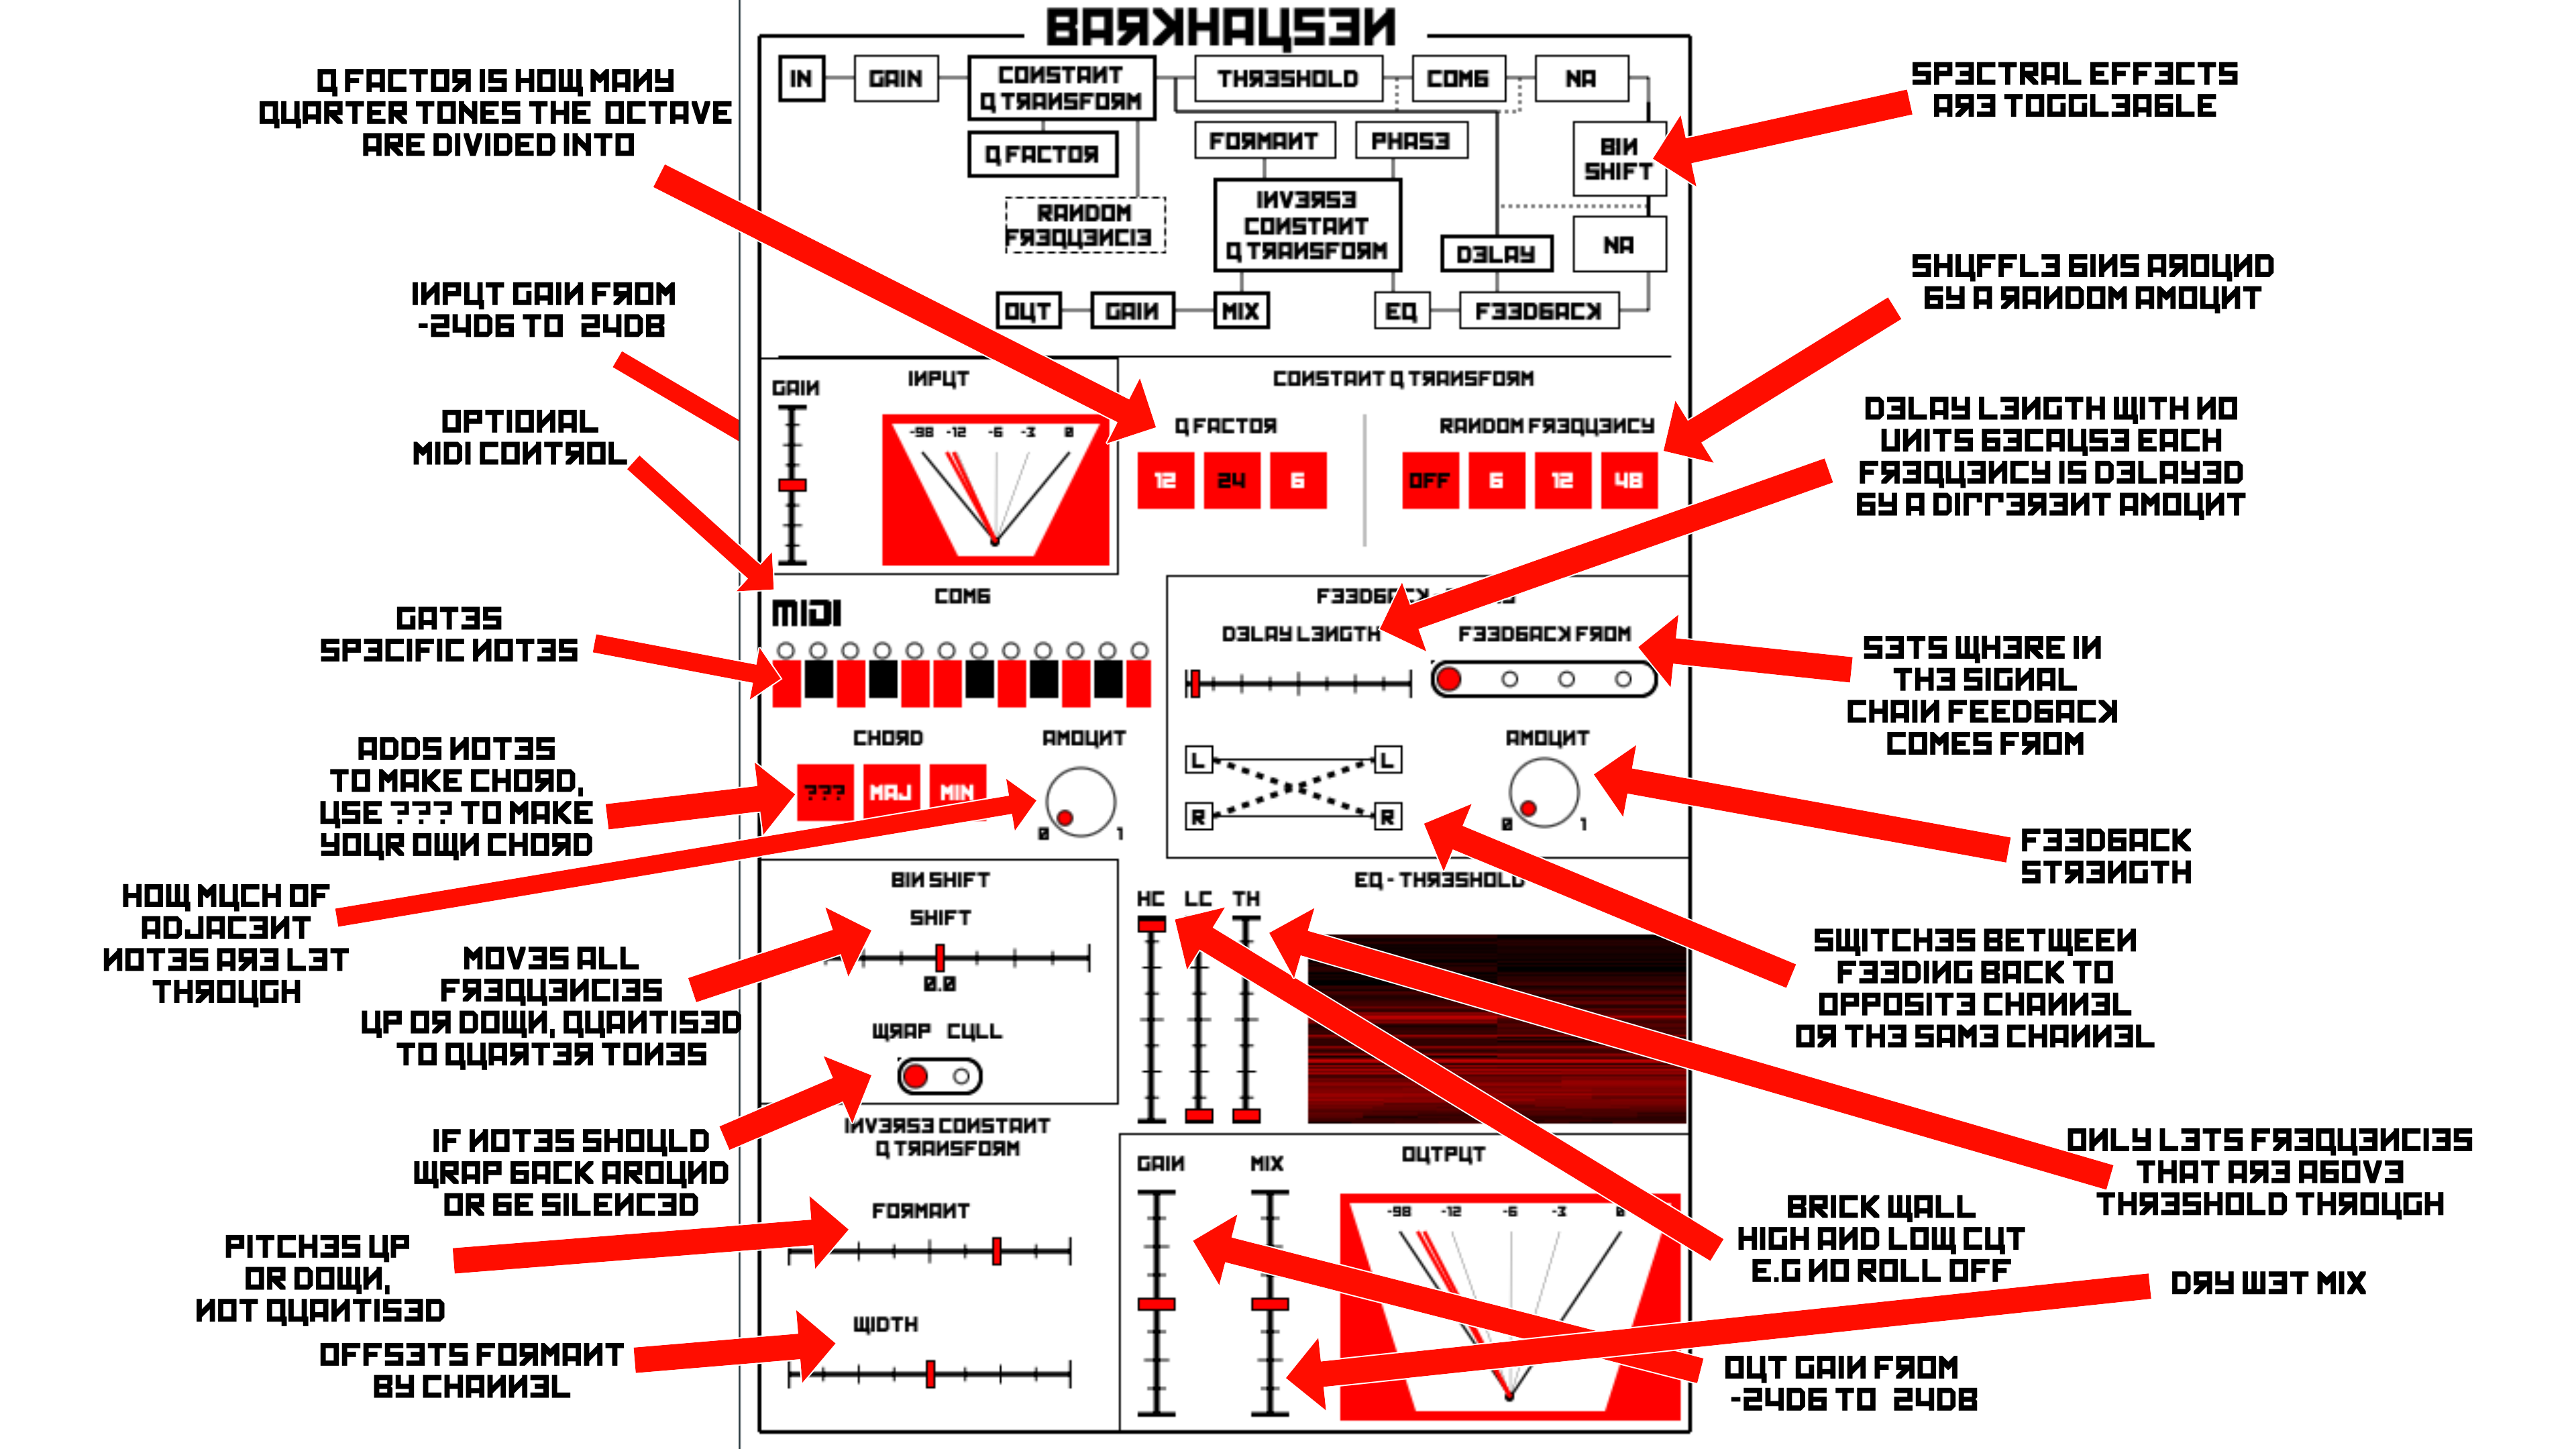 BARKHAUSEN
IN
GAIN
CONSTANT
Q TRANSFORM
THRESHOLD
COMB
NA
Q FACTOR
FORMANT
PHASE
BIN
SHIFT
RANDOM
FREQUENCIE
INVERSE
CONSTANT
Q TRANSFORM
DELAY
NA
OUT
GAIN
MIX
EQ
FEEDBACK
Q FACTOR IS HOW MANY
QUARTER TONES THE OCTAVE
ARE DIVIDED INTO
INPUT GAIN FROM
-24DB TO 24DB
OPTIONAL
MIDI CONTROL
GATES
SPECIFIC NOTES
ADDS NOTES
TO MAKE CHORD,
USE ??? TO MAKE
YOUR OWN CHORD
HOW MUCH OF
ADJACENT
NOTES ARE LET
THROUGH
MOVES ALL
FREQUENCIES
UP OR DOWN, QUANTISED
TO QUARTER TONES
IF NOTES SHOULD
WRAP BACK AROUND
OR BE SILENCED
PITCHES UP
OR DOWN,
NOT QUANTISED
OFFSETS FORMANT
BY CHANNEL
GAIN
INPUT
-98 -12 -6 -3 0
CONSTANT Q TRANSFORM
Q FACTOR
12 24 6
RANDOM FREQUENCY
OFF 6 12 48
MIDI
COMB
CHORD
??? MAJ MIN
AMOUNT
0 1
FEEDBACK -
DELAY LENGTH
FEEDBACK FROM
L L
R R
AMOUNT
0 1
BIN SHIFT
SHIFT
0.0
WRAP CULL
EQ - THRESHOLD
HC LC TH
INVERSE CONSTANT
Q TRANSFORM
FORMANT
WIDTH
GAIN
MIX
OUTPUT
-98 -12 -6 -3 0
SPECTRAL EFFECTS
ARE TOGGLEABLE
SHUFFLE BINS AROUND
BY A RANDOM AMOUNT
DELAY LENGTH WITH NO
UNITS BECAUSE EACH
FREQUENCY IS DELAYED
BY A DIFFERENT AMOUNT
SETS WHERE IN
THE SIGNAL
CHAIN FEEDBACK
COMES FROM
FEEDBACK
STRENGTH
SWITCHES BETWEEN
FEEDING BACK TO
OPPOSITE CHANNEL
OR THE SAME CHANNEL
ONLY LETS FREQUENCIES
THAT ARE ABOVE
THRESHOLD THROUGH
BRICK WALL
HIGH AND LOW CUT
E.G NO ROLL OFF
DRY WET MIX
OUT GAIN FROM
-24DB TO 24DB